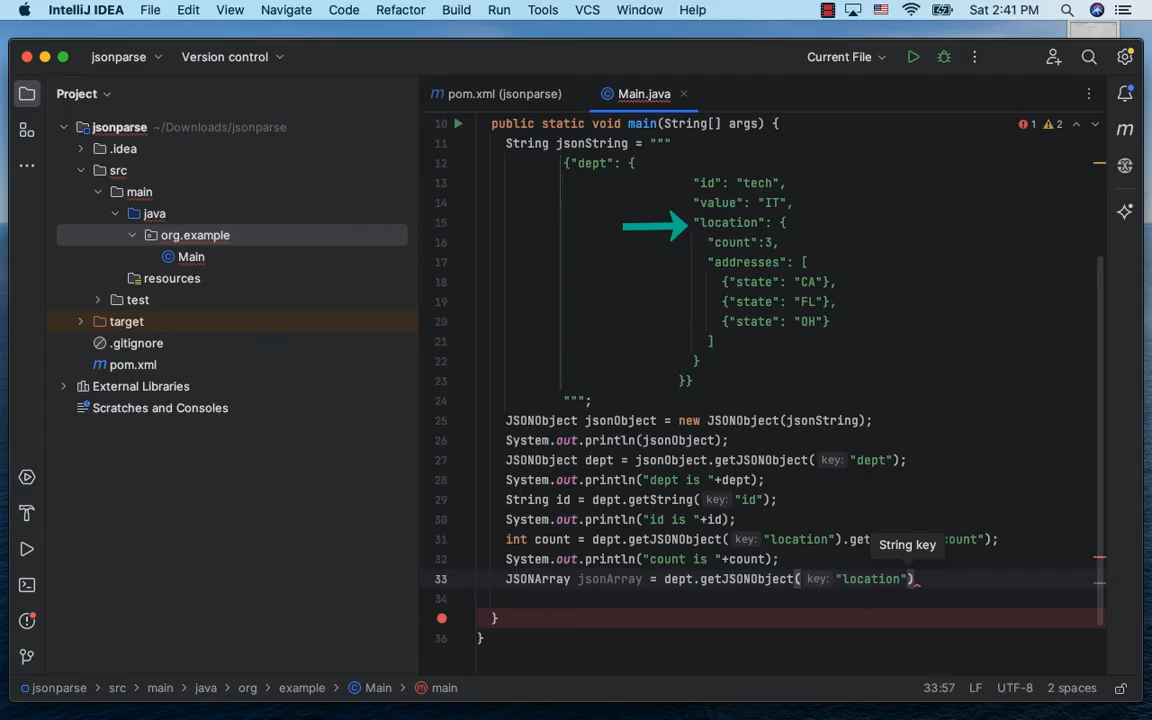 IntelliJ IDEA File Edit View Navigate Code Refactor Build Run Tools VCS Window Help Sat 2:41 PM
jsonparse Version control Current File
Project
pom.xml (jsonparse) Main.java
jsonparse ~/Downloads/jsonparse
.idea
src
main
java
org.example
Main
resources
test
target
.gitignore
pom.xml
External Libraries
Scratches and Consoles
10 public static void main(String[] args) { 1 2
11 String jsonString = """
12 {"dept": {
13 "id": "tech",
14 "value": "IT",
15 "location": {
16 "count":3,
17 "addresses": [
18 {"state": "CA"},
19 {"state": "FL"},
20 {"state": "OH"}
21 ]
22 }
23 }}
24 """;
25 JSONObject jsonObject = new JSONObject(jsonString);
26 System.out.println(jsonObject);
27 JSONObject dept = jsonObject.getJSONObject( key: "dept");
28 System.out.println("dept is "+dept);
29 String id = dept.getString( key: "id");
30 System.out.println("id is "+id);
31 int count = dept.getJSONObject( key: "location").get ount");
String key
32 System.out.println("count is "+count);
33 JSONArray jsonArray = dept.getJSONObject( key: "location")
34
}
36 }
jsonparse > src > main > java > org > example > Main > main 33:57 LF UTF-8 2 spaces